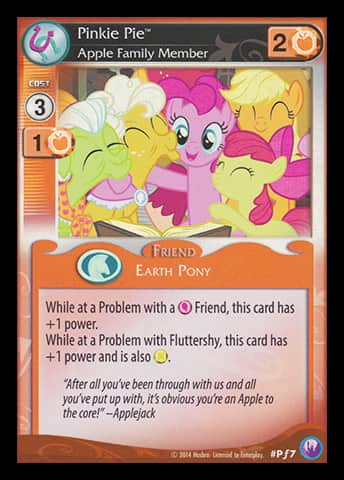 Pinkie Pie™
Apple Family Member
2
COST
3
1
FRIEND
EARTH PONY
While at a Problem with a Friend, this card has
+1 power.
While at a Problem with Fluttershy, this card has
+1 power and is also .
“After all you’ve been through with us and all
you’ve put up with, it’s obvious you’re an Apple to
the core!” –Applejack
© 2014 Hasbro. Licensed to Enterplay.
#Pƒ7